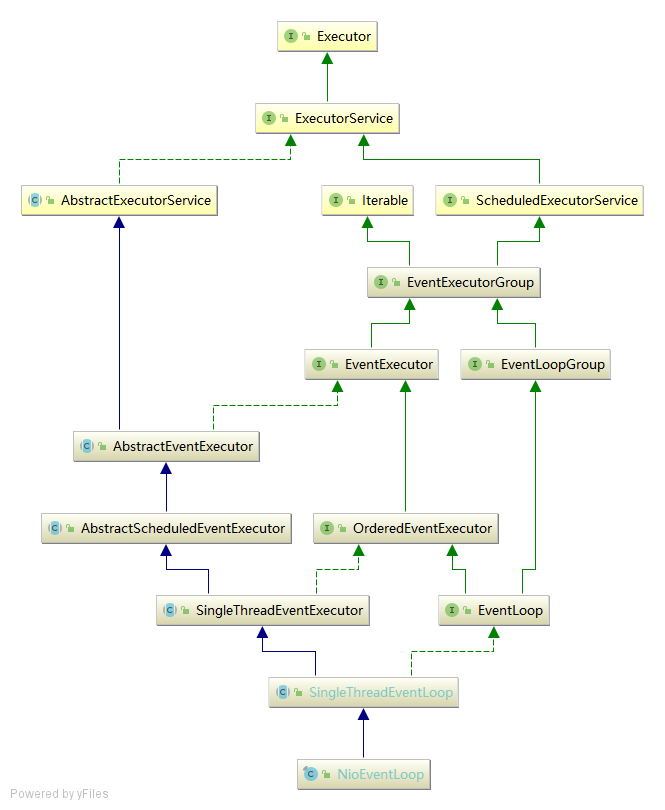 Executor
ExecutorService
AbstractExecutorService
Iterable
ScheduledExecutorService
EventExecutorGroup
EventExecutor
EventLoopGroup
AbstractEventExecutor
AbstractScheduledEventExecutor
OrderedEventExecutor
SingleThreadEventExecutor
EventLoop
SingleThreadEventLoop
NioEventLoop
Powered by yFiles